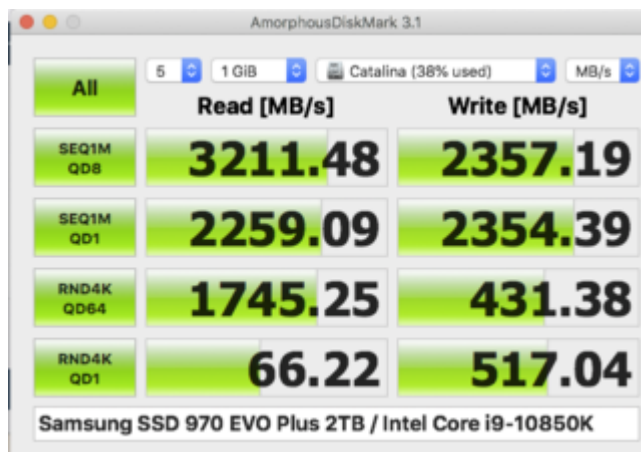 AmorphousDiskMark 3.1
All 5 1 GiB Catalina (38% used) MB/s
Read [MB/s] Write [MB/s]
SEQ1M QD8 3211.48 2357.19
SEQ1M QD1 2259.09 2354.39
RND4K QD64 1745.25 431.38
RND4K QD1 66.22 517.04
Samsung SSD 970 EVO Plus 2TB / Intel Core i9-10850K